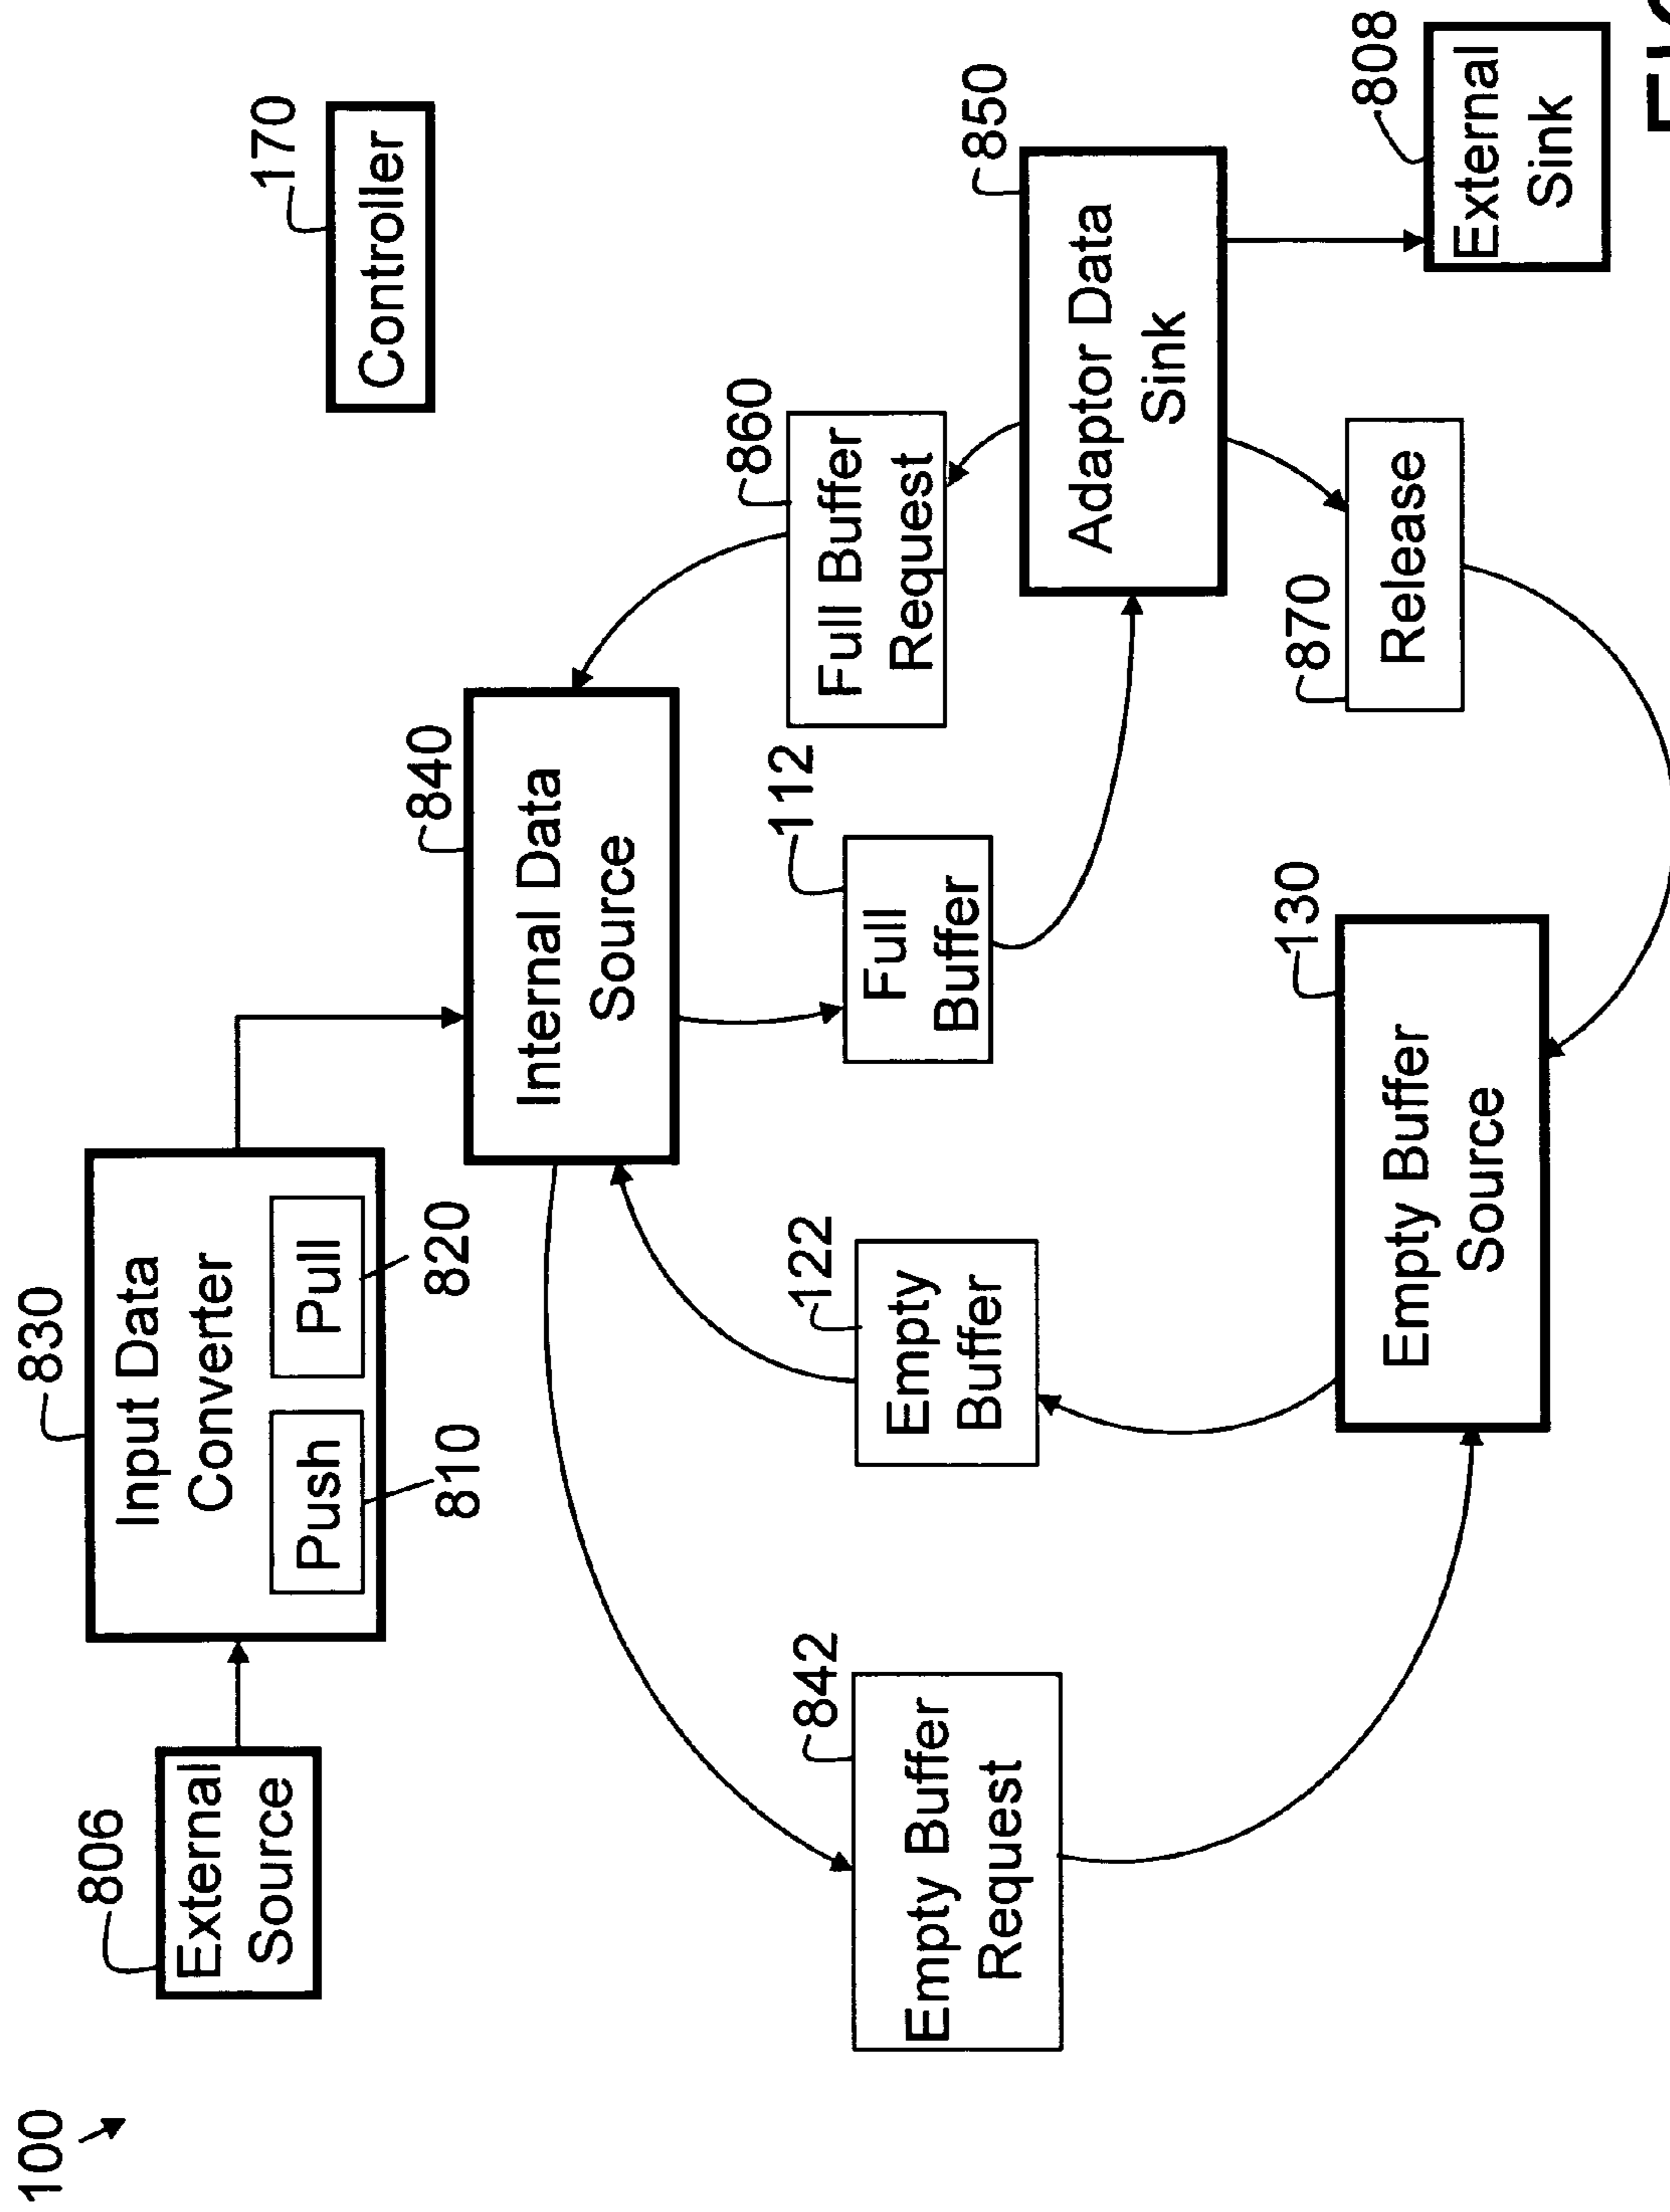 100
806
External
Source
830
Input Data
Converter
Push
Pull
810
820
170
Controller
840
Internal Data
Source
842
Empty Buffer
Request
122
Empty
Buffer
112
Full
Buffer
860
Full Buffer
Request
850
Adaptor Data
Sink
130
Empty Buffer
Source
870
Release
808
External
Sink